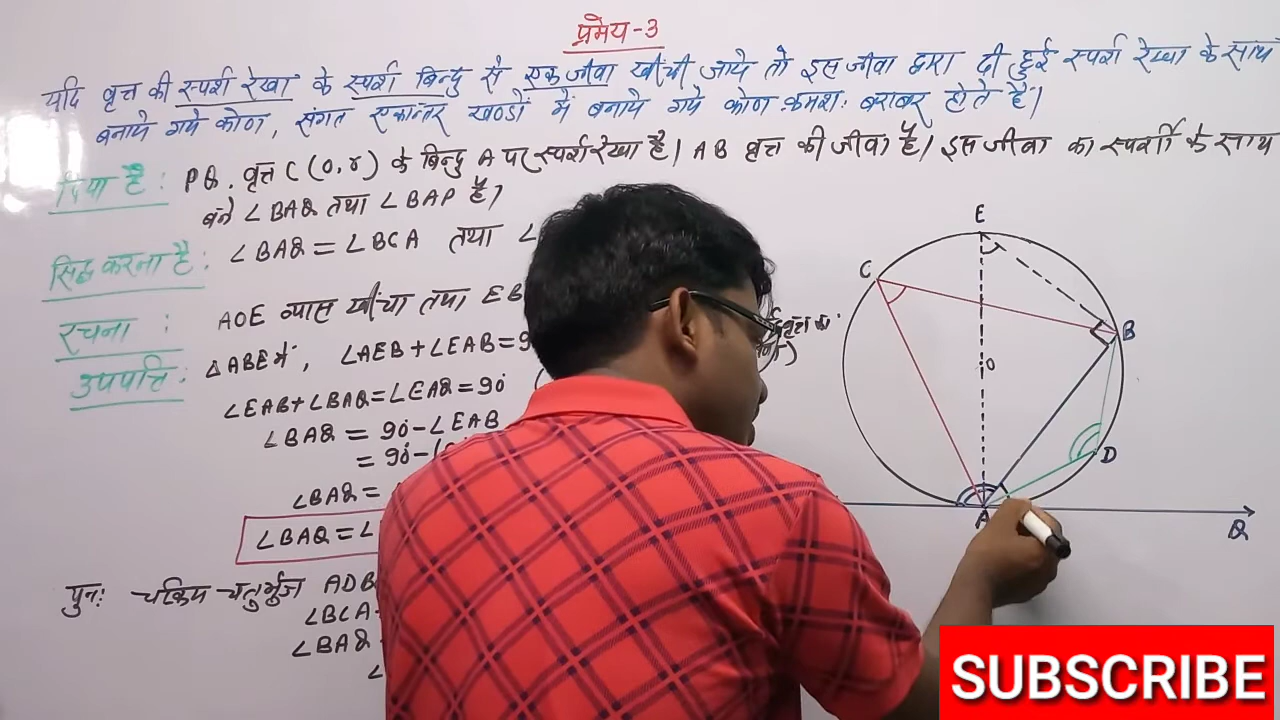 प्रमेय-3
यदि वृत्त की स्पर्श रेखा के स्पर्श बिन्दु से एक जीवा खींची जाये तो इस जीवा द्वारा दी हुई स्पर्श रेखा के साथ
बनाये गये कोण, संगत एकान्तर खण्डों में बनाये गये कोण क्रमशः बराबर होते हैं।
दिया है: PQ, वृत्त C(O,r) के बिन्दु A पर स्पर्श रेखा है। AB वृत्त की जीवा है। इस जीवा का स्पर्शी के साथ
बने ∠BAQ तथा ∠BAP है।
सिद्ध करना है: ∠BAQ = ∠BCA तथा ∠
रचना : AOE व्यास खींचा तथा EB
उपपत्ति: △ABE में, ∠AEB+∠EAB=9
∠EAB+∠BAQ=∠EAQ=90°
∠BAQ = 90°-∠EAB
= 90°-
∠BAQ =
∠BAQ = ∠
पुनः चक्रिय चतुर्भुज ADB
∠BCA
∠BAQ
∠
E
C
B
O
D
A
Q
SUBSCRIBE